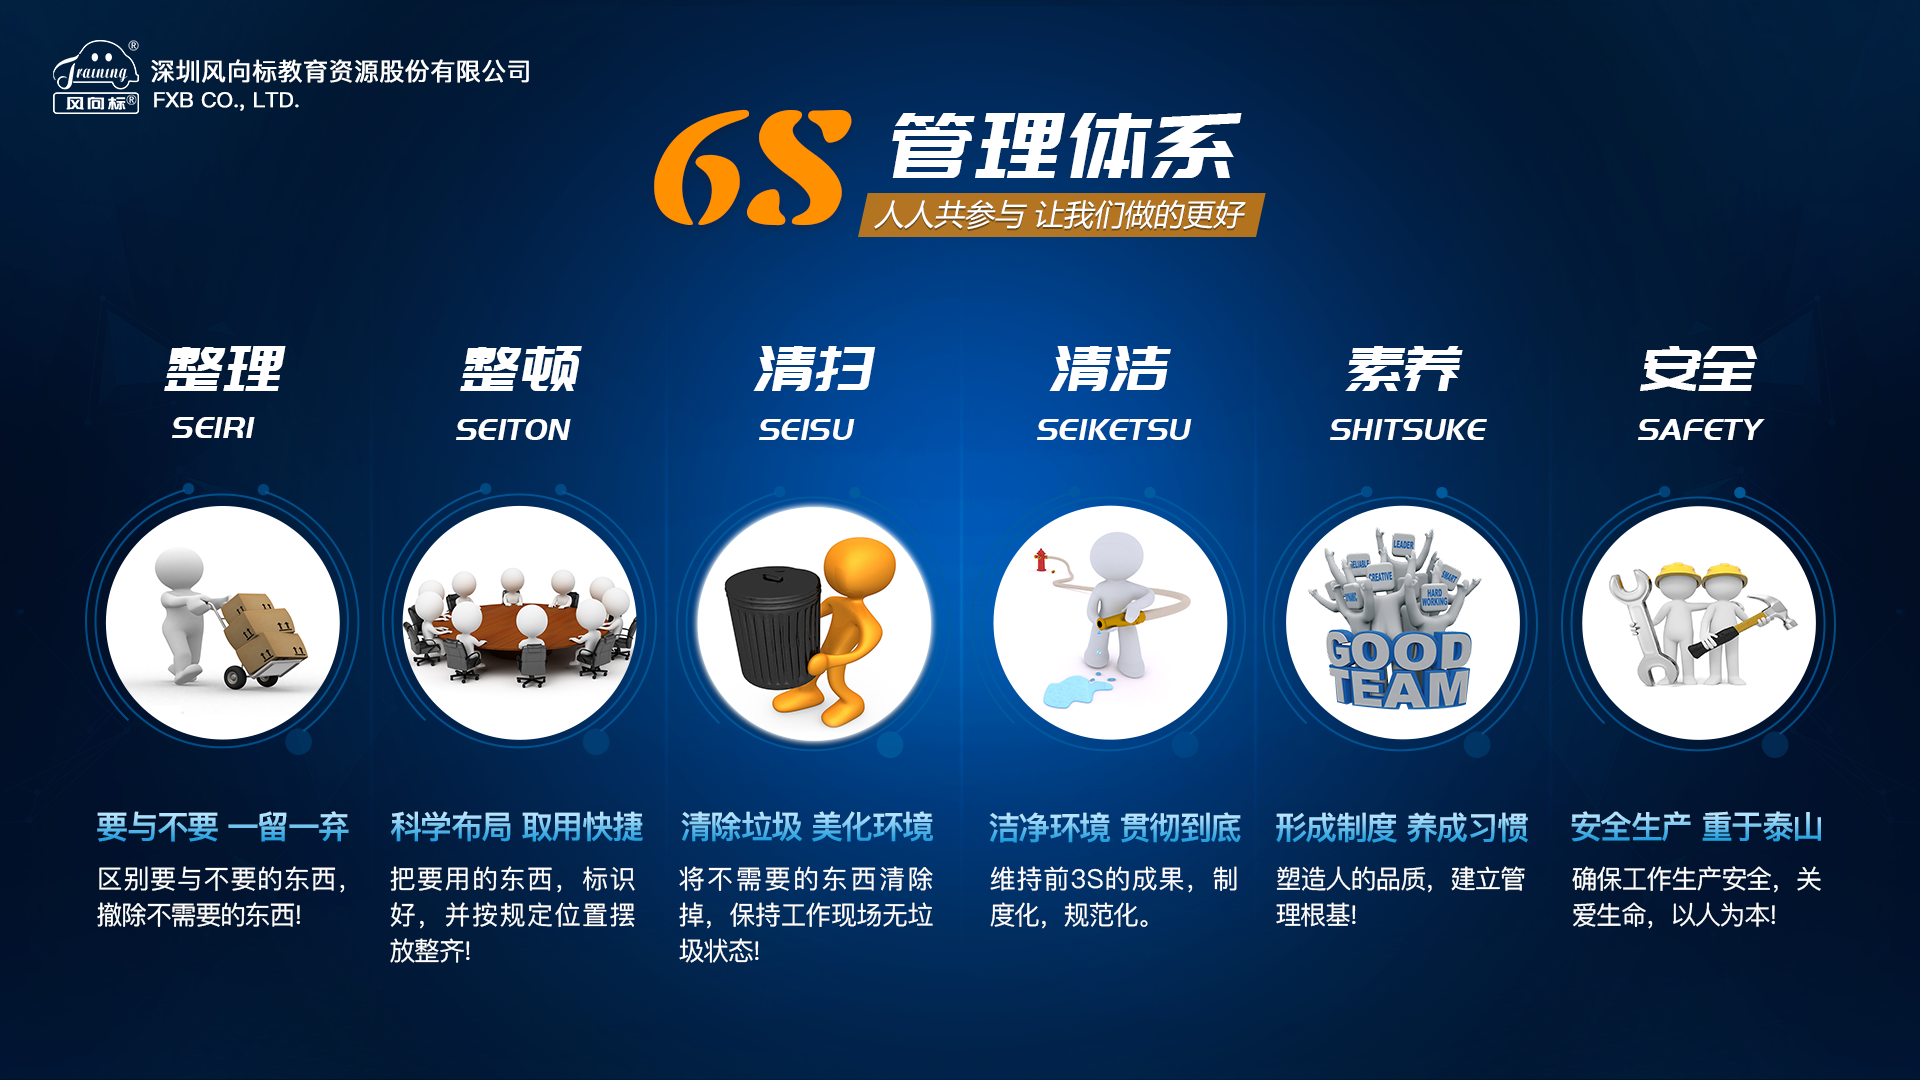 Training®
风向标®
深圳风向标教育资源股份有限公司
FXB CO., LTD.
6S 管理体系
人人共参与 让我们做的更好
整理
SEIRI
整顿
SEITON
清扫
SEISU
清洁
SEIKETSU
素养
SHITSUKE
安全
SAFETY
LEADER
RELIABLE
CREATIVE
SMART
HARD
WORKING
GOOD
TEAM
要与不要 一留一弃
区别要与不要的东西，
撤除不需要的东西!
科学布局 取用快捷
把要用的东西，标识
好，并按规定位置摆
放整齐!
清除垃圾 美化环境
将不需要的东西清除
掉，保持工作现场无垃
圾状态!
洁净环境 贯彻到底
维持前3S的成果，制
度化，规范化。
形成制度 养成习惯
塑造人的品质，建立管
理根基!
安全生产 重于泰山
确保工作生产安全，关
爱生命，以人为本!